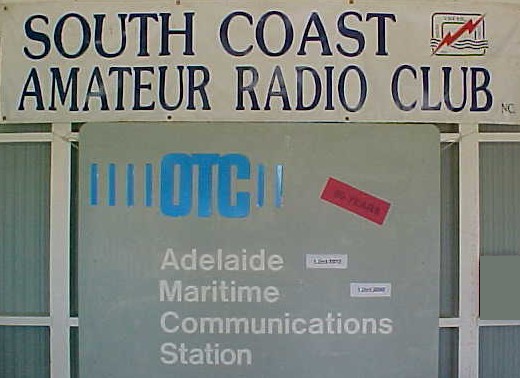 SOUTH COAST
AMATEUR RADIO CLUB
OTC
Adelaide
Maritime
Communications
Station